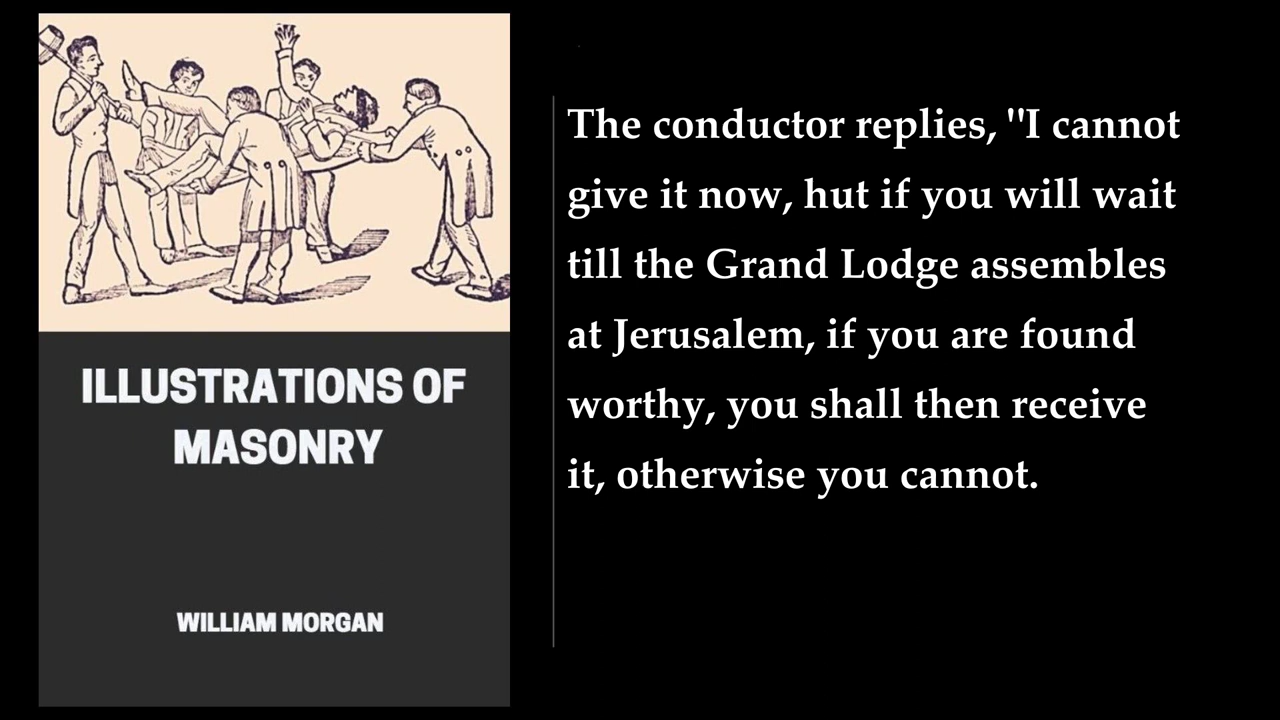 ILLUSTRATIONS OF
MASONRY
WILLIAM MORGAN
The conductor replies, "I cannot
give it now, hut if you will wait
till the Grand Lodge assembles
at Jerusalem, if you are found
worthy, you shall then receive
it, otherwise you cannot.